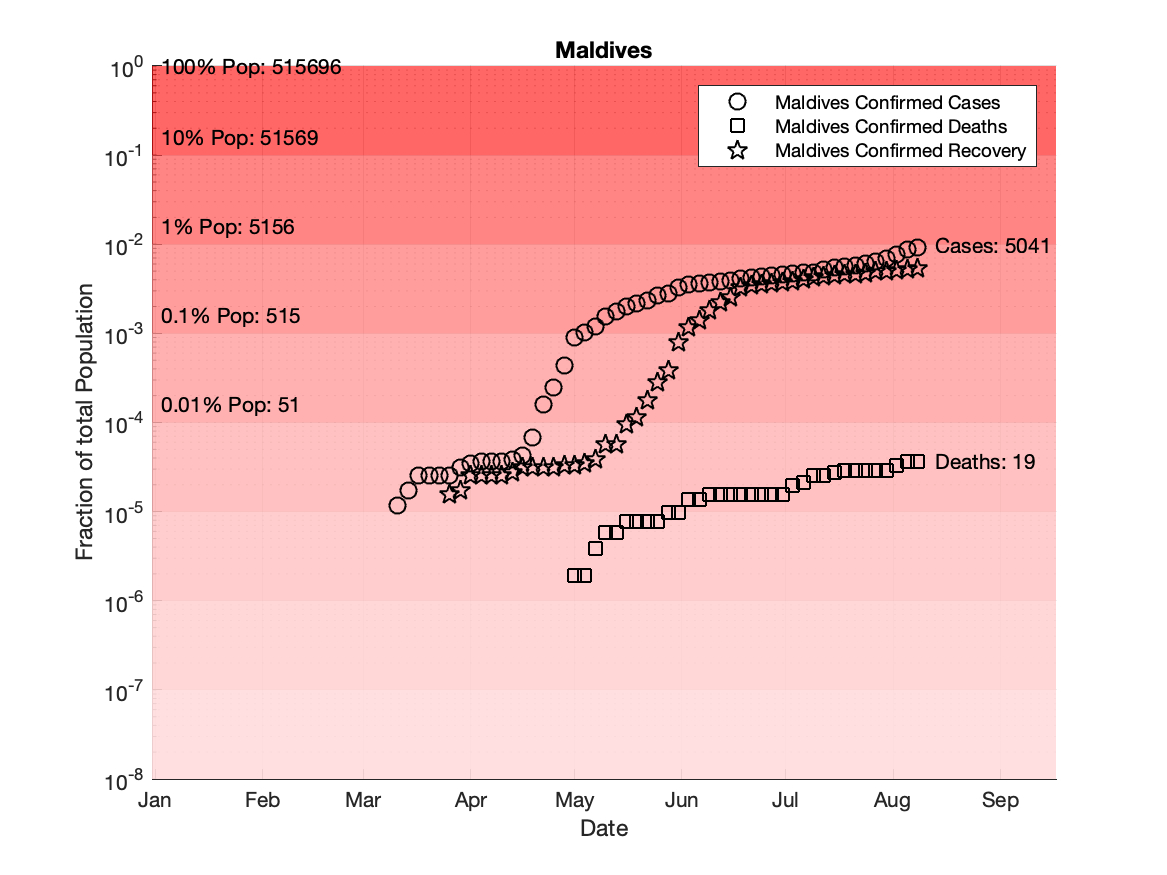 Maldives
10^0
100% Pop: 515696
Maldives Confirmed Cases
Maldives Confirmed Deaths
Maldives Confirmed Recovery
10% Pop: 51569
10^-1
1% Pop: 5156
10^-2
Cases: 5041
0.1% Pop: 515
10^-3
0.01% Pop: 51
10^-4
Deaths: 19
10^-5
10^-6
10^-7
10^-8
Fraction of total Population
Jan Feb Mar Apr May Jun Jul Aug Sep
Date